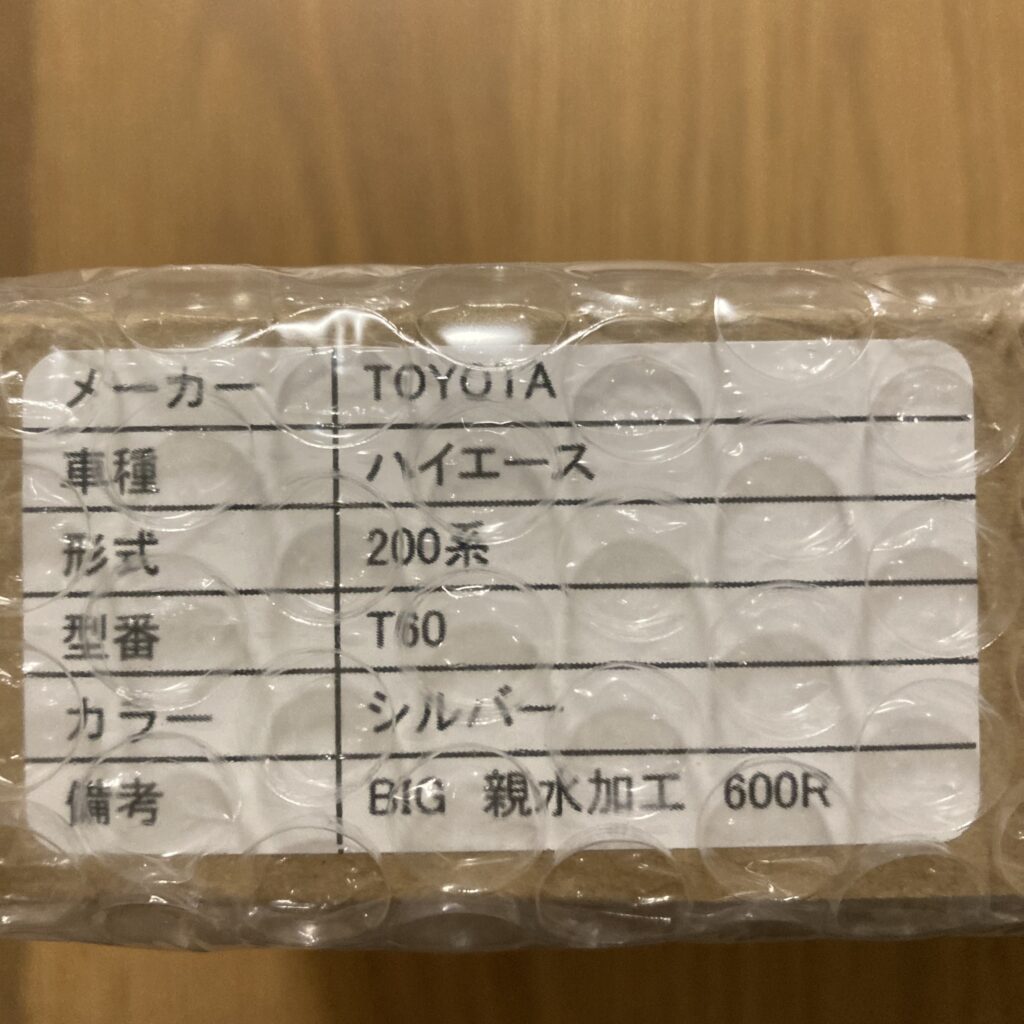 メーカー TOYOTA
車種 ハイエース
形式 200系
型番 T60
カラー シルバー
備考 BIG 親水加工 600R